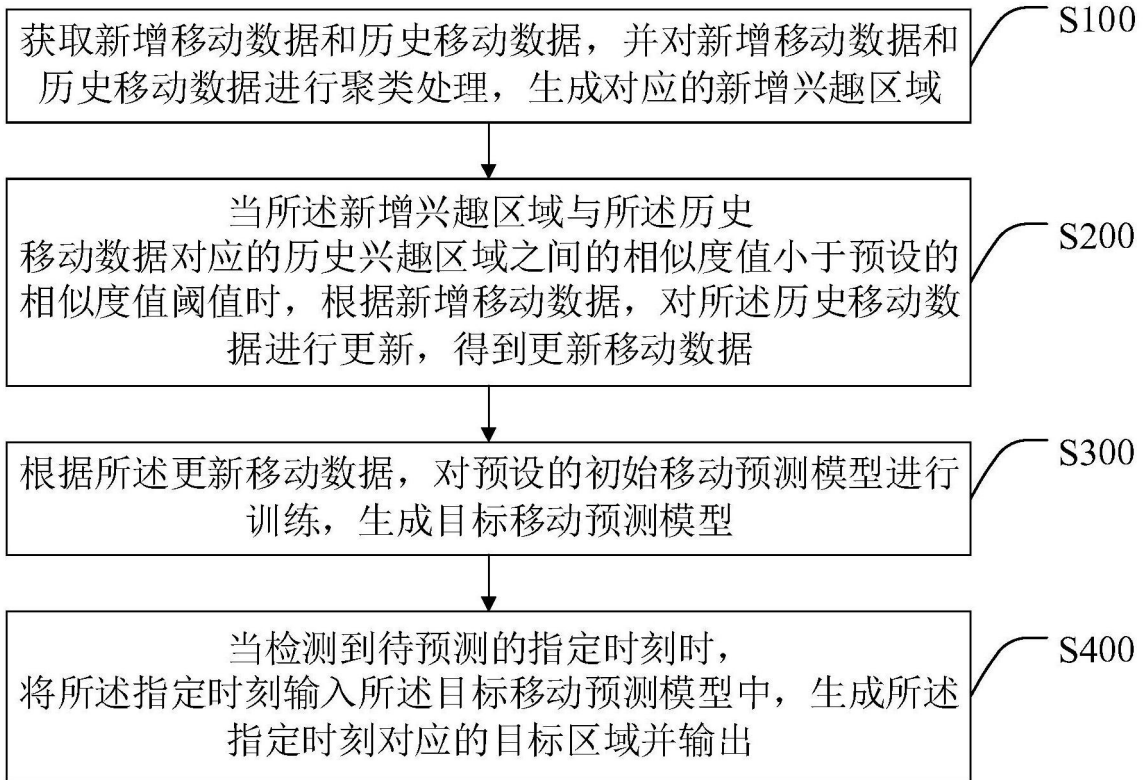 获取新增移动数据和历史移动数据，并对新增移动数据和
历史移动数据进行聚类处理，生成对应的新增兴趣区域
S100
当所述新增兴趣区域与所述历史
移动数据对应的历史兴趣区域之间的相似度值小于预设的
相似度值阈值时，根据新增移动数据，对所述历史移动数
据进行更新，得到更新移动数据
S200
根据所述更新移动数据，对预设的初始移动预测模型进行
训练，生成目标移动预测模型
S300
当检测到待预测的指定时刻时，
将所述指定时刻输入所述目标移动预测模型中，生成所述
指定时刻对应的目标区域并输出
S400